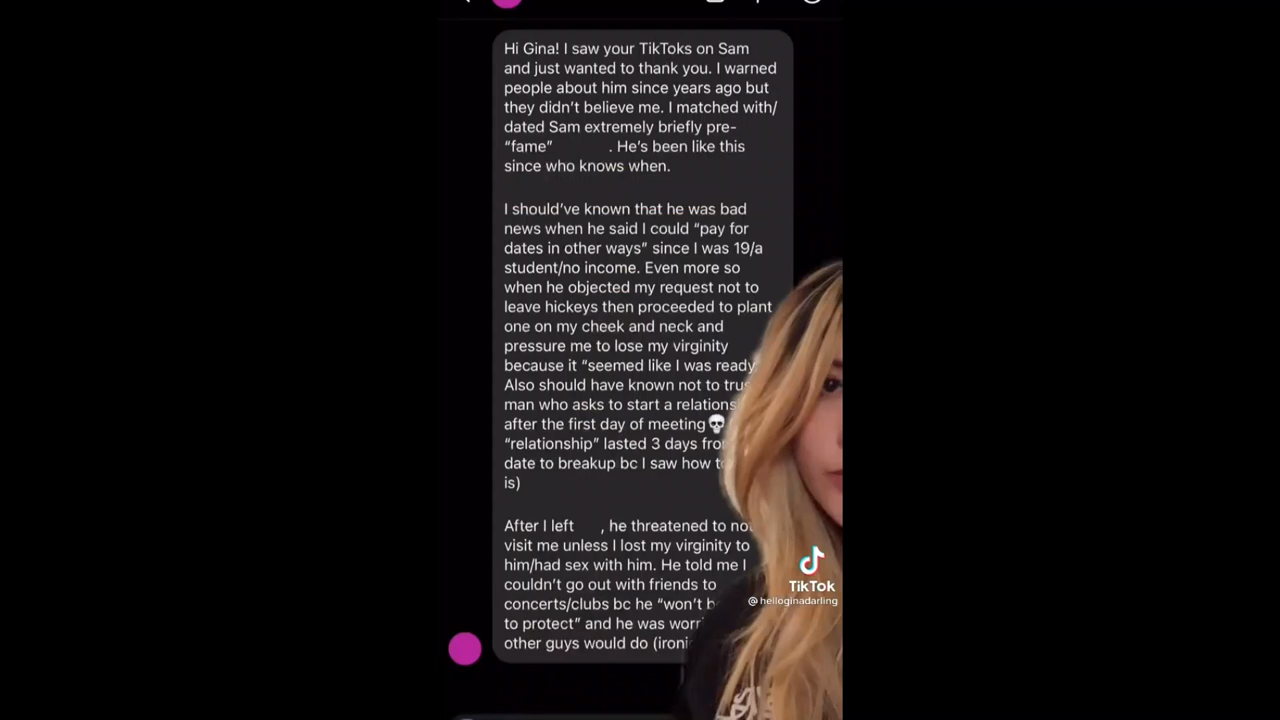 Hi Gina! I saw your TikToks on Sam
and just wanted to thank you. I warned
people about him since years ago but
they didn't believe me. I matched with/
dated Sam extremely briefly pre-
“fame” . He's been like this
since who knows when.
I should've known that he was bad
news when he said I could “pay for
dates in other ways” since I was 19/a
student/no income. Even more so
when he objected my request not to
leave hickeys then proceeded to plant
one on my cheek and neck and
pressure me to lose my virginity
because it “seemed like I was ready
Also should have known not to
man who asks to start a
after the first day of meeting💀
“relationship” lasted 3 days
date to breakup bc I saw how
is)
After I left , he threatened to
visit me unless I lost my virginity to
him/had sex with him. He told me I
couldn't go out with friends to
concerts/clubs bc he “won't
to protect” and he was
other guys would do
TikTok
@helloginadarling